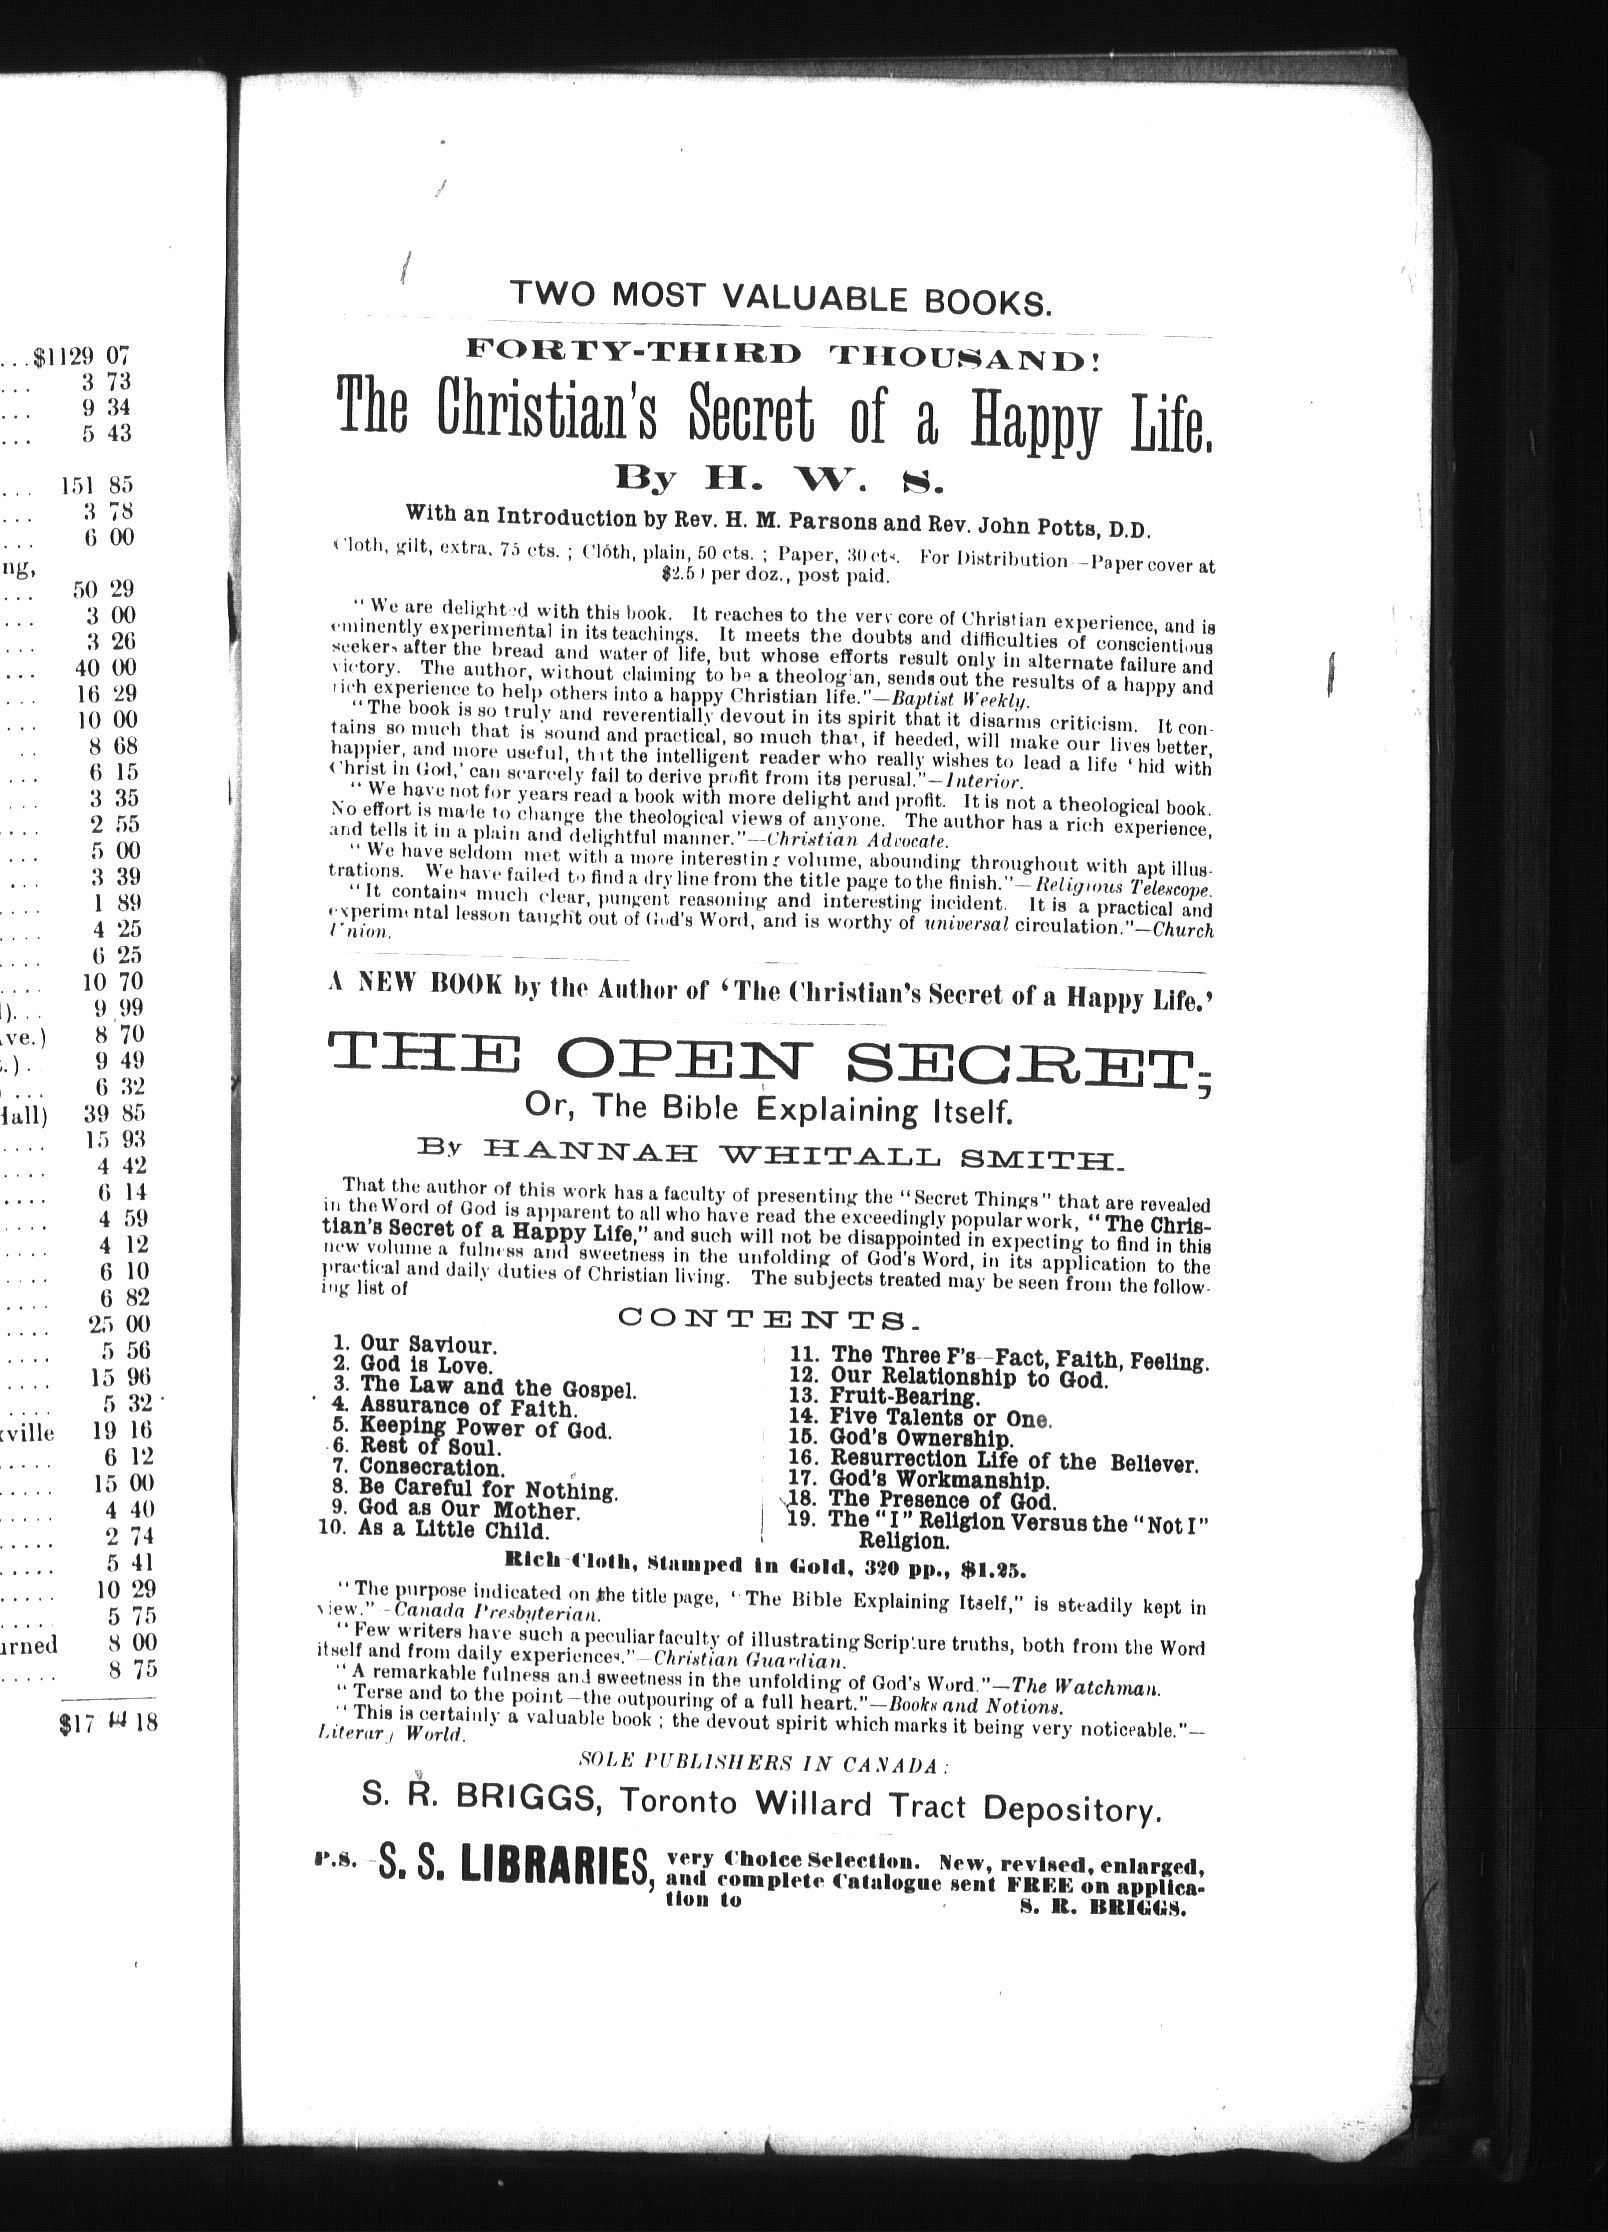 ...$1129 07
... 3 73
... 9 34
... 5 43
... 151 85
... 3 78
... 6 00
ng,
... 50 29
... 3 00
... 3 26
... 40 00
... 16 29
... 10 00
.. 8 68
... 6 15
... 3 35
.... 2 55
... 5 00
... 3 39
.... 1 89
.... 4 25
.... 6 25
.... 10 70
)... 9 99
ve.) 8 70
.). 9 49
... 6 32
Hall) 39 85
.... 15 93
.... 4 42
.... 6 14
.... 4 59
.... 4 12
.... 6 10
.... 6 82
.... 25 00
.... 5 56
.... 15 96
.... 5 32
ville 19 16
..... 6 12
..... 15 00
..... 4 40
..... 2 74
..... 5 41
..... 10 29
..... 5 75
urned 8 00
..... 8 75
$17 18
TWO MOST VALUABLE BOOKS.
FORTY-THIRD THOUSAND!
The Christian's Secret of a Happy Life.
By H. W. S.
With an Introduction by Rev. H. M. Parsons and Rev. John Potts, D.D.
Cloth, gilt, extra, 75 cts. ; Cloth, plain, 50 cts. ; Paper, 30 cts. For Distribution—Paper cover at
$2.50 per doz., post paid.
"We are delighted with this book. It reaches to the very core of Christian experience, and is
eminently experimental in its teachings. It meets the doubts and difficulties of conscientious
seekers after the bread and water of life, but whose efforts result only in alternate failure and
victory. The author, without claiming to be a theologian, sends out the results of a happy and
rich experience to help others into a happy Christian life."—Baptist Weekly.
"The book is so truly and reverentially devout in its spirit that it disarms criticism. It con-
tains so much that is sound and practical, so much that, if heeded, will make our lives better,
happier, and more useful, that the intelligent reader who really wishes to lead a life 'hid with
Christ in God,' can scarcely fail to derive profit from its perusal."—Interior.
"We have not for years read a book with more delight and profit. It is not a theological book.
No effort is made to change the theological views of anyone. The author has a rich experience,
and tells it in a plain and delightful manner."—Christian Advocate.
"We have seldom met with a more interesting volume, abounding throughout with apt illus-
trations. We have failed to find a dry line from the title page to the finish."—Religious Telescope.
"It contains much clear, pungent reasoning and interesting incident. It is a practical and
experimental lesson taught out of God's Word, and is worthy of universal circulation."—Church
Union.
A NEW BOOK by the Author of 'The Christian's Secret of a Happy Life.'
THE OPEN SECRET;
Or, The Bible Explaining Itself.
By HANNAH WHITALL SMITH.
That the author of this work has a faculty of presenting the "Secret Things" that are revealed
in the Word of God is apparent to all who have read the exceedingly popular work, "The Chris-
tian's Secret of a Happy Life," and such will not be disappointed in expecting to find in this
new volume a fulness and sweetness in the unfolding of God's Word, in its application to the
practical and daily duties of Christian living. The subjects treated may be seen from the follow-
ing list of
CONTENTS.
1. Our Saviour.
2. God is Love.
3. The Law and the Gospel.
4. Assurance of Faith.
5. Keeping Power of God.
6. Rest of Soul.
7. Consecration.
8. Be Careful for Nothing.
9. God as Our Mother.
10. As a Little Child.
11. The Three F's—Fact, Faith, Feeling.
12. Our Relationship to God.
13. Fruit-Bearing.
14. Five Talents or One.
15. God's Ownership.
16. Resurrection Life of the Believer.
17. God's Workmanship.
18. The Presence of God.
19. The "I" Religion Versus the "Not I"
Religion.
Rich Cloth, Stamped in Gold, 320 pp., $1.25.
"The purpose indicated on the title page, "The Bible Explaining Itself," is steadily kept in
view."—Canada Presbyterian.
"Few writers have such a peculiar faculty of illustrating Scripture truths, both from the Word
itself and from daily experiences."—Christian Guardian.
"A remarkable fulness and sweetness in the unfolding of God's Word."—The Watchman.
"Terse and to the point—the outpouring of a full heart."—Books and Notions.
"This is certainly a valuable book ; the devout spirit which marks it being very noticeable."—
Literary World.
SOLE PUBLISHERS IN CANADA:
S. R. BRIGGS, Toronto Willard Tract Depository.
P.S.—S. S. LIBRARIES, very Choice Selection. New, revised, enlarged,
and complete Catalogue sent FREE on applica-
tion to S. R. BRIGGS.